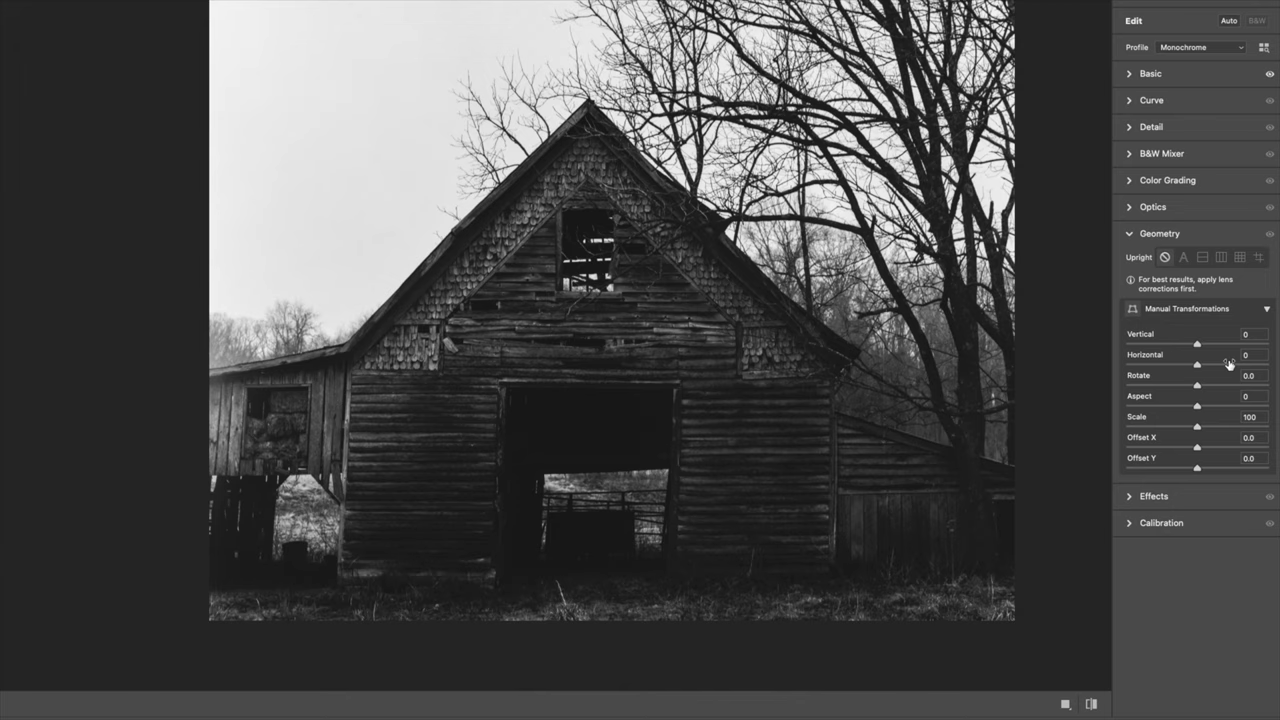 Edit Auto B&W
Profile Monochrome
Basic
Curve
Detail
B&W Mixer
Color Grading
Optics
Geometry
Upright A
For best results, apply lens
corrections first.
Manual Transformations
Vertical 0
Horizontal 0
Rotate 0.0
Aspect 0
Scale 100
Offset X 0.0
Offset Y 0.0
Effects
Calibration